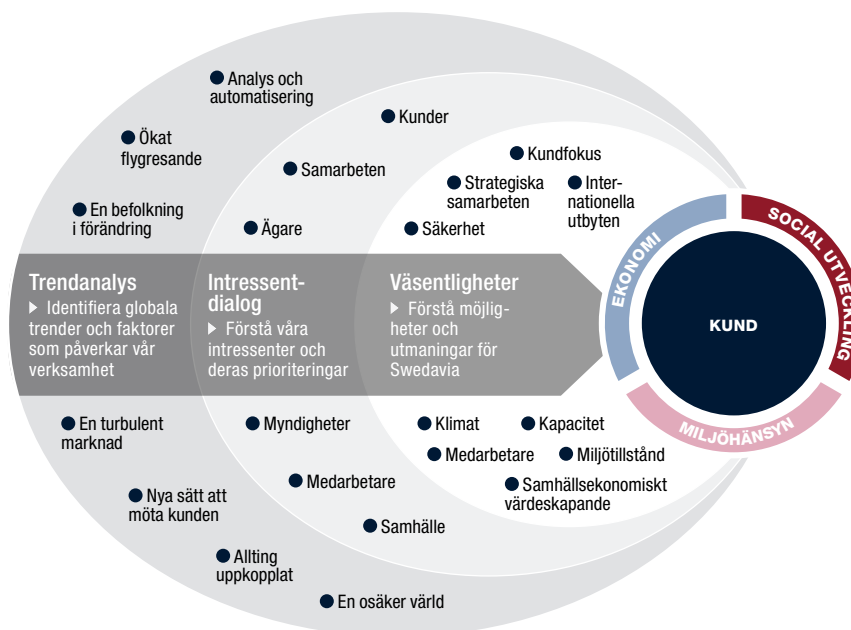 Analys och
automatisering
Kunder
Ökat
flygresande
Kundfokus
Samarbeten
Strategiska
samarbeten
Inter-
nationella
utbyten
En befolkning
i förändring
Ägare
Säkerhet
EKONOMI
SOCIAL UTVECKLING
Trendanalys
Identifiera globala
trender och faktorer
som påverkar vår
verksamhet
Intressent-
dialog
Förstå våra
intressenter och
deras prioriteringar
Väsentligheter
Förstå möjlig-
heter och
utmaningar för
Swedavia
KUND
MILJÖHÄNSYN
En turbulent
marknad
Myndigheter
Klimat
Kapacitet
Medarbetare
Miljötillstånd
Nya sätt att
möta kunden
Medarbetare
Samhällsekonomiskt
värdeskapande
Samhälle
Allting
uppkopplat
En osäker värld